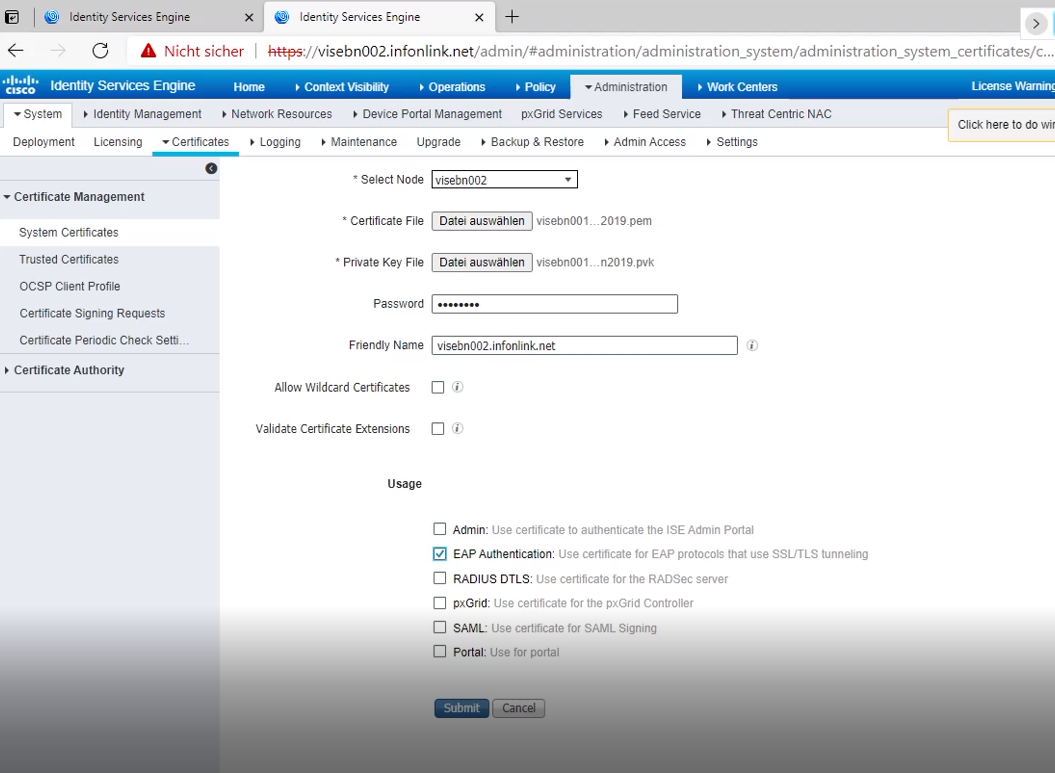 Identity Services Engine
Identity Services Engine
Nicht sicher https://visebn002.infonlink.net/admin/#administration/administration_system/administration_system_certificates/c...
CISCO Identity Services Engine Home Context Visibility Operations Policy Administration Work Centers License Warning
System Identity Management Network Resources Device Portal Management pxGrid Services Feed Service Threat Centric NAC
Click here to do wi
Deployment Licensing Certificates Logging Maintenance Upgrade Backup & Restore Admin Access Settings
Certificate Management
System Certificates
Trusted Certificates
OCSP Client Profile
Certificate Signing Requests
Certificate Periodic Check Setti...
Certificate Authority
* Select Node visebn002
* Certificate File Datei auswählen visebn001...2019.pem
* Private Key File Datei auswählen visebn001...n2019.pvk
Password ••••••••
Friendly Name visebn002.infonlink.net
Allow Wildcard Certificates
Validate Certificate Extensions
Usage
Admin: Use certificate to authenticate the ISE Admin Portal
EAP Authentication: Use certificate for EAP protocols that use SSL/TLS tunneling
RADIUS DTLS: Use certificate for the RADSec server
pxGrid: Use certificate for the pxGrid Controller
SAML: Use certificate for SAML Signing
Portal: Use for portal
Submit Cancel